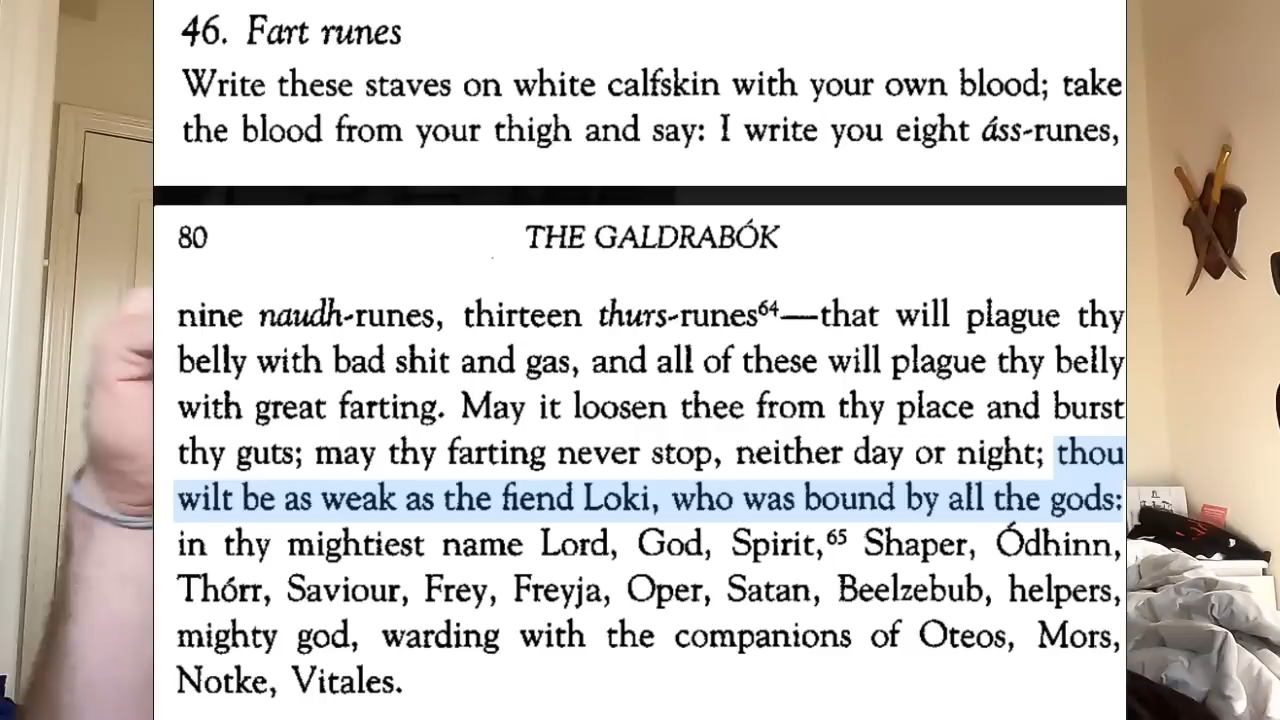 46. Fart runes
Write these staves on white calfskin with your own blood; take
the blood from your thigh and say: I write you eight áss-runes,
80 THE GALDRABÓK
nine naudh-runes, thirteen thurs-runes⁶⁴—that will plague thy
belly with bad shit and gas, and all of these will plague thy belly
with great farting. May it loosen thee from thy place and burst
thy guts; may thy farting never stop, neither day or night; thou
wilt be as weak as the fiend Loki, who was bound by all the gods:
in thy mightiest name Lord, God, Spirit,⁶⁵ Shaper, Ódhinn,
Thórr, Saviour, Frey, Freyja, Oper, Satan, Beelzebub, helpers,
mighty god, warding with the companions of Oteos, Mors,
Notke, Vitales.